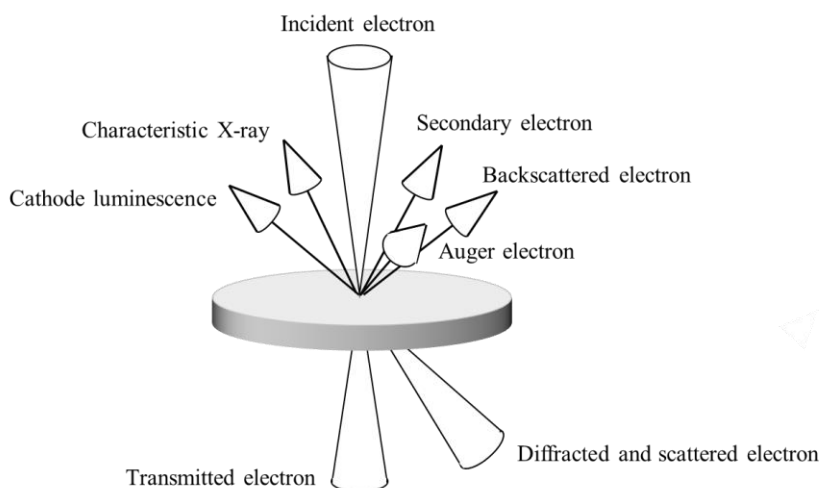 Incident electron
Characteristic X-ray
Secondary electron
Cathode luminescence
Backscattered electron
Auger electron
Transmitted electron
Diffracted and scattered electron